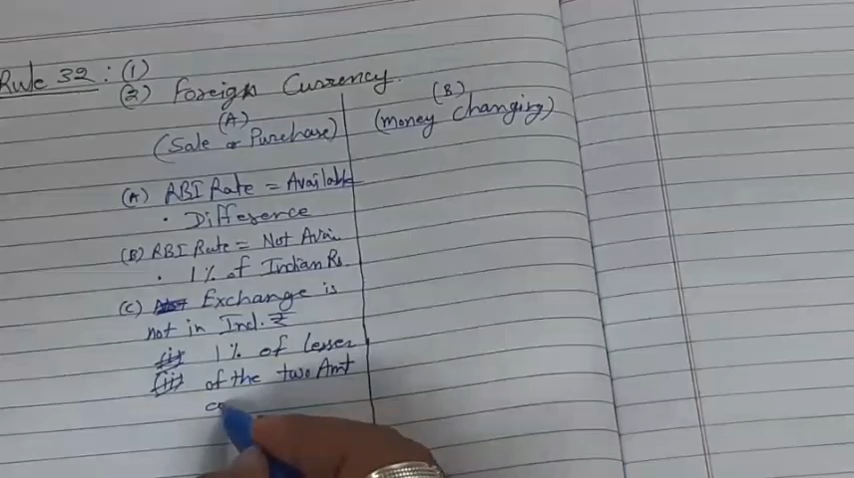 Rule 32 : (1)
(2) Foreign Currency.
(A)
(Sale or Purchase)
(B)
(money changing)
(A) RBI Rate = Available
. Difference
(B) RBI Rate = Not Avai.
. 1% of Indian Rs
(C) Exchange is
not in Ind. ₹
(i) 1% of lesser
(ii) of the two Amt